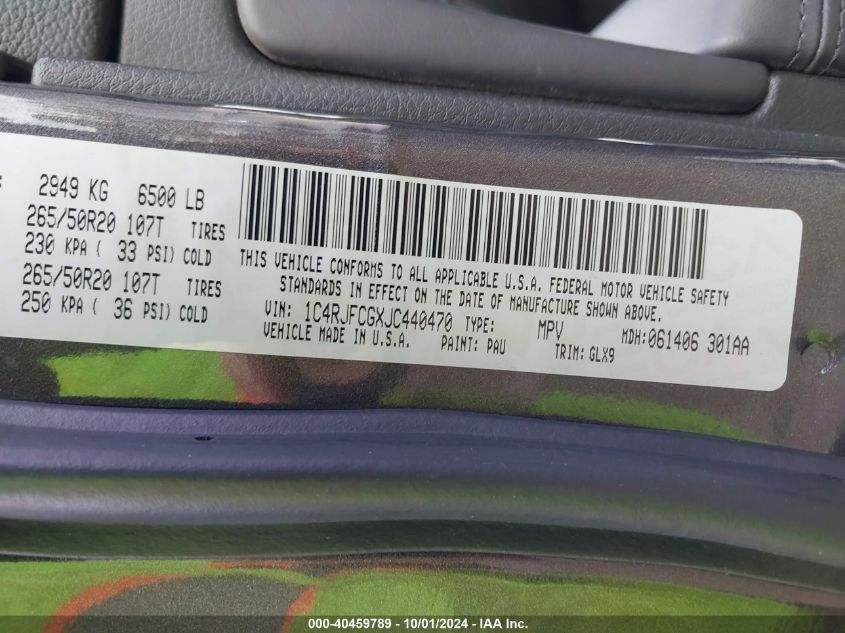 2949 KG 6500 LB
265/50R20 107T TIRES
230 KPA ( 33 PSI) COLD
265/50R20 107T TIRES
250 KPA ( 36 PSI) COLD
THIS VEHICLE CONFORMS TO ALL APPLICABLE U.S.A. FEDERAL MOTOR VEHICLE SAFETY
STANDARDS IN EFFECT ON THE DATE OF MANUFACTURE SHOWN ABOVE.
VIN: 1C4RJFCGXJC440470 TYPE: MPV MDH:061406 301AA
VEHICLE MADE IN U.S.A. PAINT: PAU TRIM: GLX9
000-40459789 - 10/01/2024 - IAA Inc.